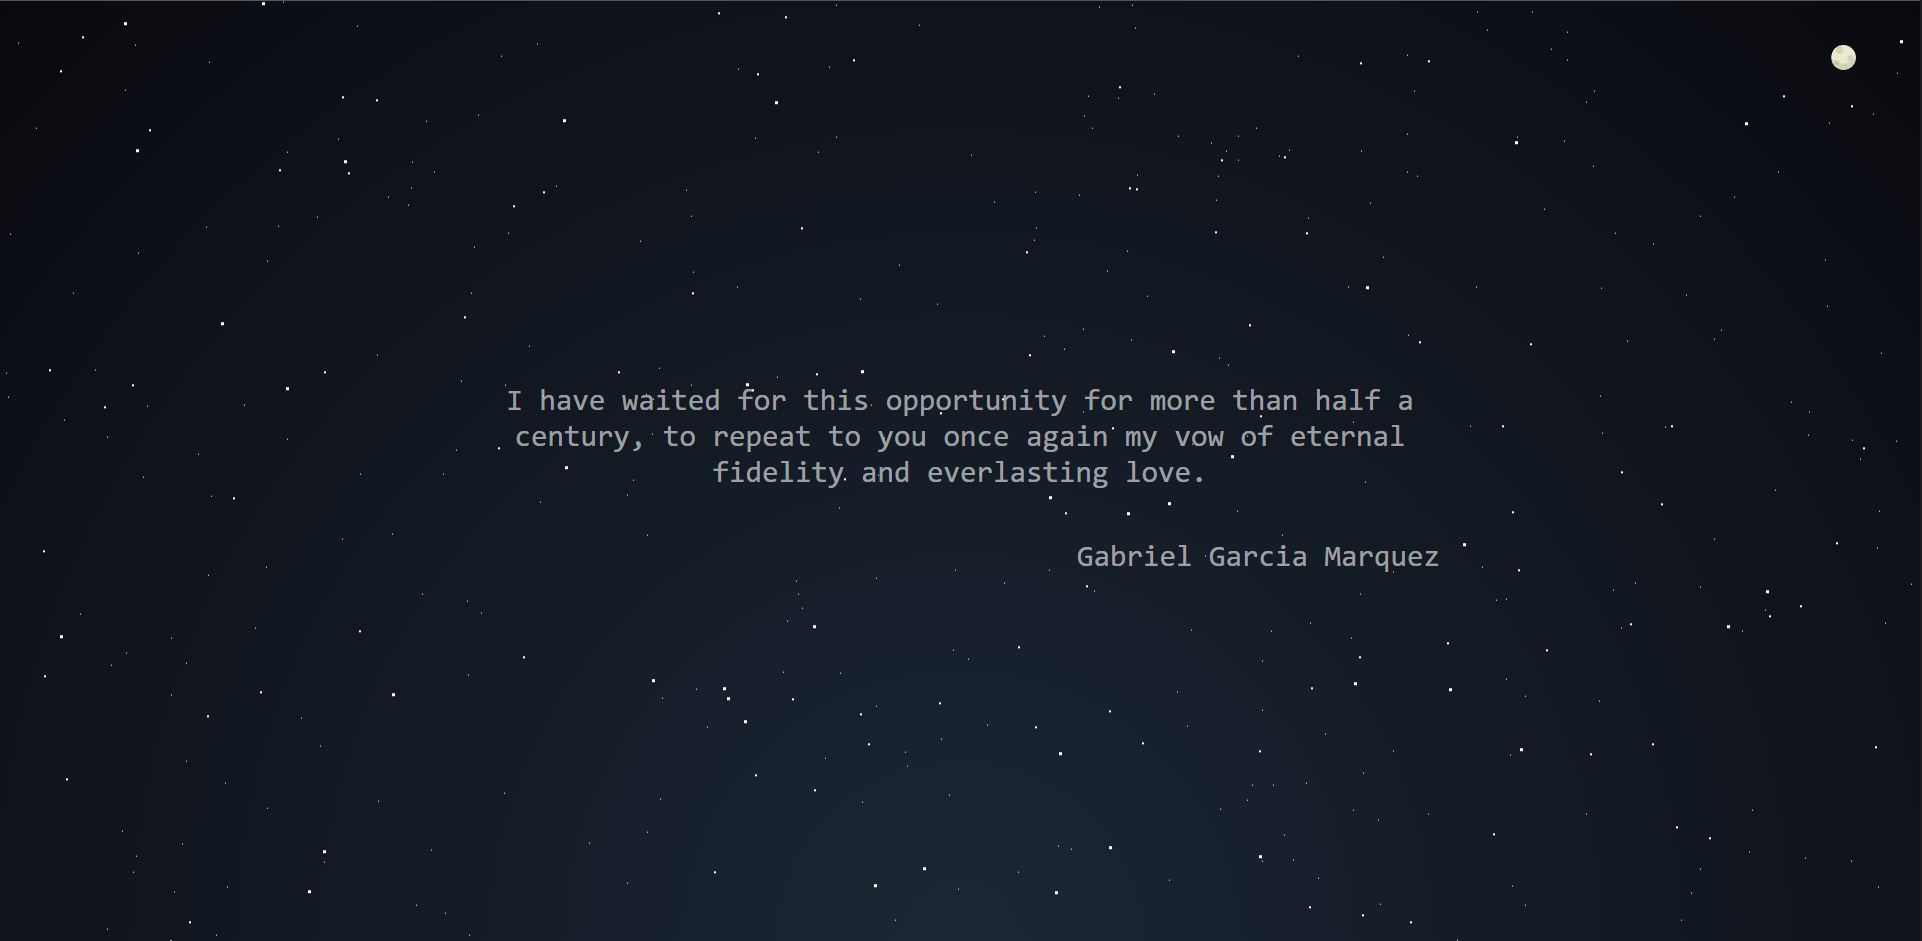 I have waited for this opportunity for more than half a
century, to repeat to you once again my vow of eternal
fidelity and everlasting love.
Gabriel Garcia Marquez